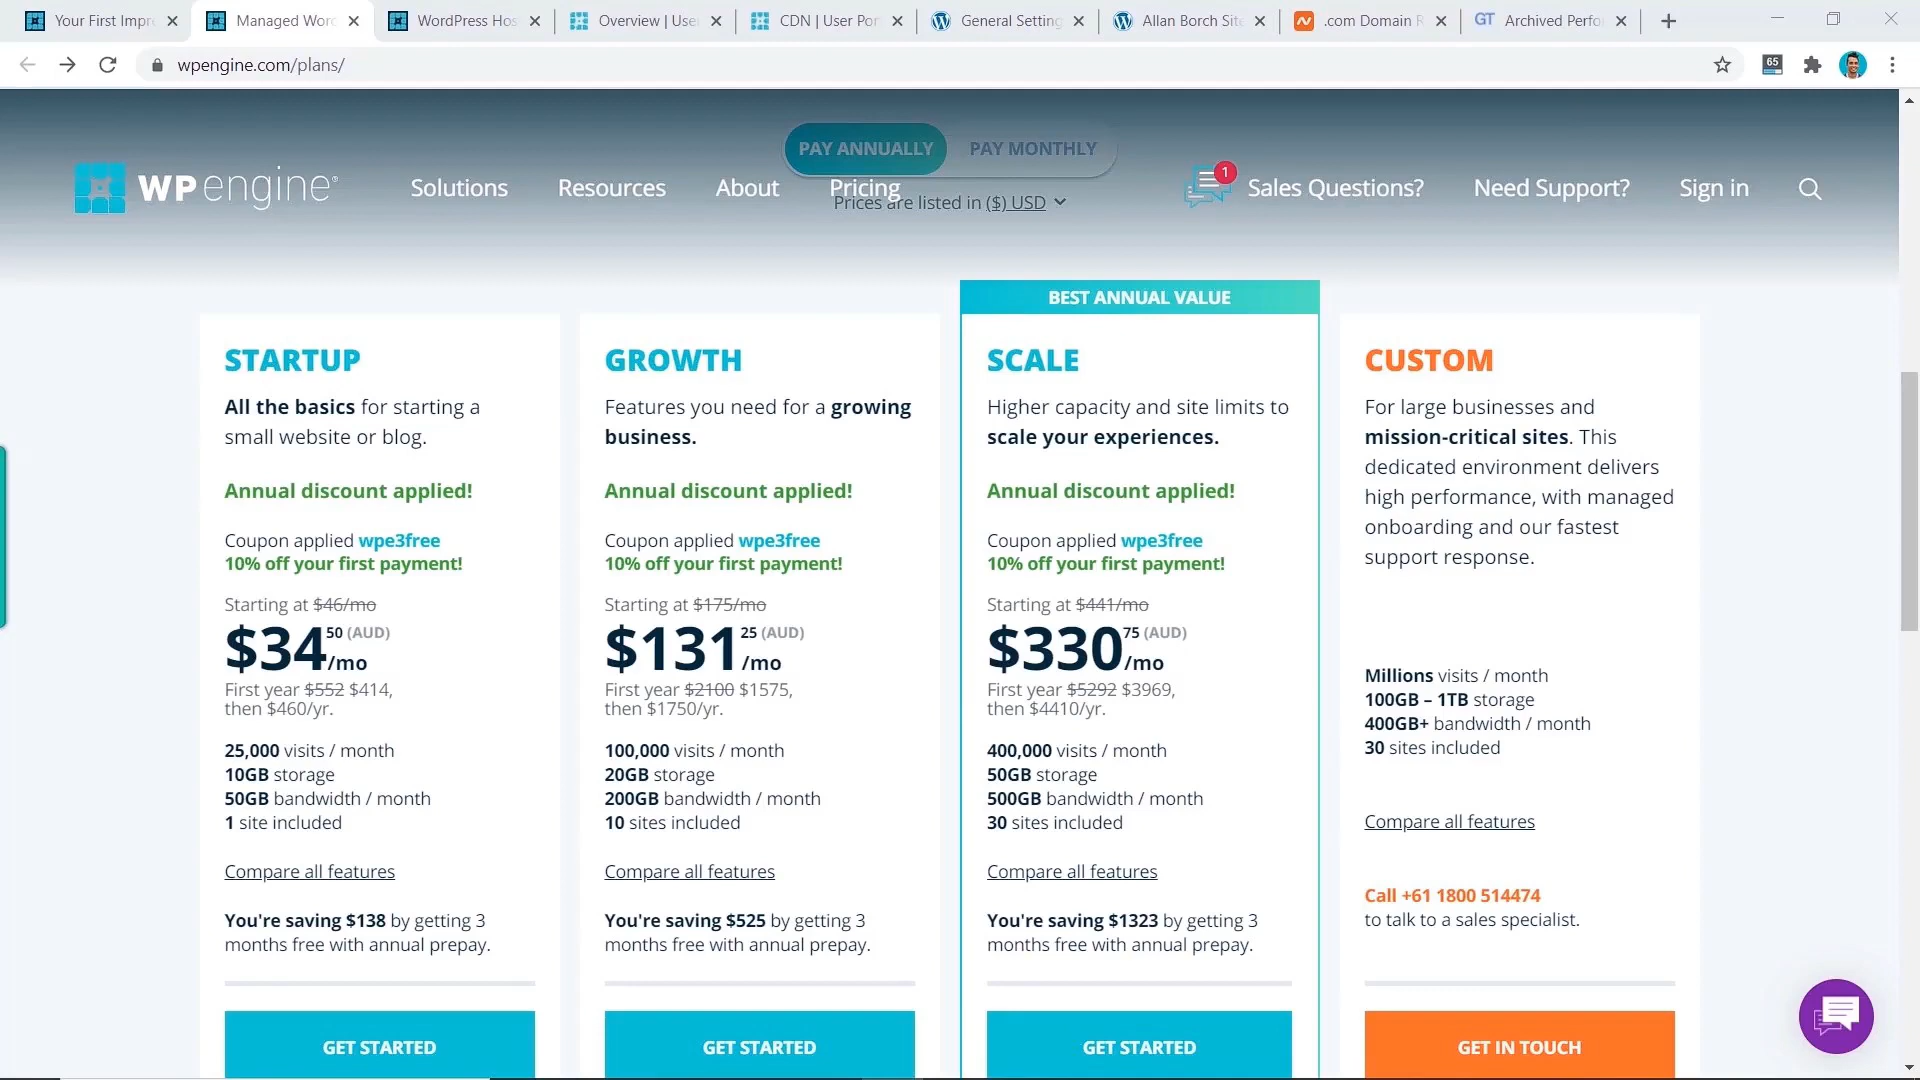 Your First Impr
Managed Word
WordPress Hos
Overview | User
CDN | User Por
General Setting
Allan Borch Site
.com Domain R
GT Archived Perfo
wpengine.com/plans/
65
PAY ANNUALLY PAY MONTHLY
WP engine®
Solutions
Resources
About
Pricing
1
Sales Questions?
Need Support?
Sign in
Prices are listed in ($) USD
BEST ANNUAL VALUE
STARTUP
All the basics for starting a
small website or blog.
Annual discount applied!
Coupon applied wpe3free
10% off your first payment!
Starting at $46/mo
$34 50 (AUD)
/mo
First year $552 $414,
then $460/yr.
25,000 visits / month
10GB storage
50GB bandwidth / month
1 site included
Compare all features
You're saving $138 by getting 3
months free with annual prepay.
GET STARTED
GROWTH
Features you need for a growing
business.
Annual discount applied!
Coupon applied wpe3free
10% off your first payment!
Starting at $175/mo
$131 25 (AUD)
/mo
First year $2100 $1575,
then $1750/yr.
100,000 visits / month
20GB storage
200GB bandwidth / month
10 sites included
Compare all features
You're saving $525 by getting 3
months free with annual prepay.
GET STARTED
SCALE
Higher capacity and site limits to
scale your experiences.
Annual discount applied!
Coupon applied wpe3free
10% off your first payment!
Starting at $441/mo
$330 75 (AUD)
/mo
First year $5292 $3969,
then $4410/yr.
400,000 visits / month
50GB storage
500GB bandwidth / month
30 sites included
Compare all features
You're saving $1323 by getting 3
months free with annual prepay.
GET STARTED
CUSTOM
For large businesses and
mission-critical sites. This
dedicated environment delivers
high performance, with managed
onboarding and our fastest
support response.
Millions visits / month
100GB – 1TB storage
400GB+ bandwidth / month
30 sites included
Compare all features
Call +61 1800 514474
to talk to a sales specialist.
GET IN TOUCH